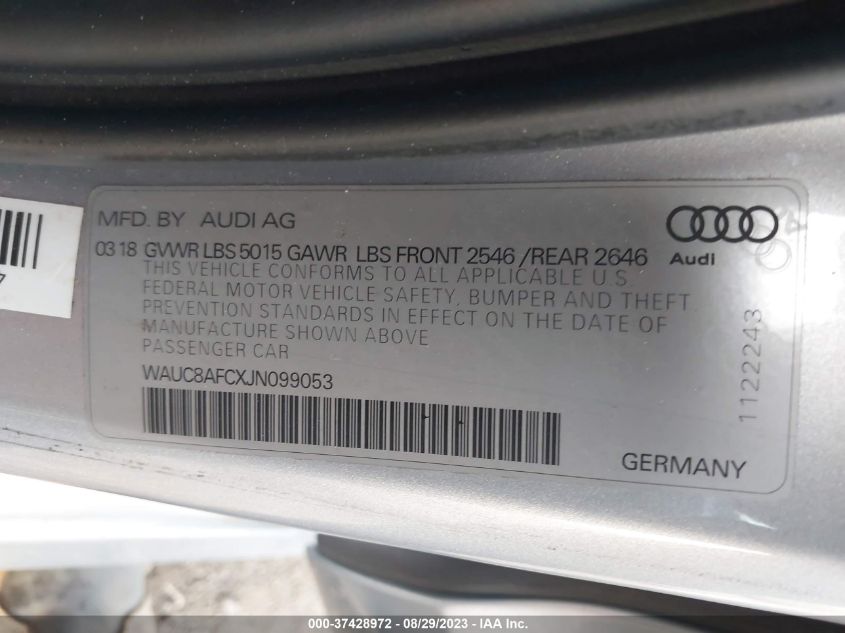 MFD. BY AUDI AG
03 18 GVWR LBS 5015 GAWR LBS FRONT 2546 /REAR 2646
Audi
THIS VEHICLE CONFORMS TO ALL APPLICABLE U.S.
FEDERAL MOTOR VEHICLE SAFETY, BUMPER AND THEFT
PREVENTION STANDARDS IN EFFECT ON THE DATE OF
MANUFACTURE SHOWN ABOVE
PASSENGER CAR
WAUC8AFCXJN099053
1122243
GERMANY
000-37428972 - 08/29/2023 - IAA Inc.